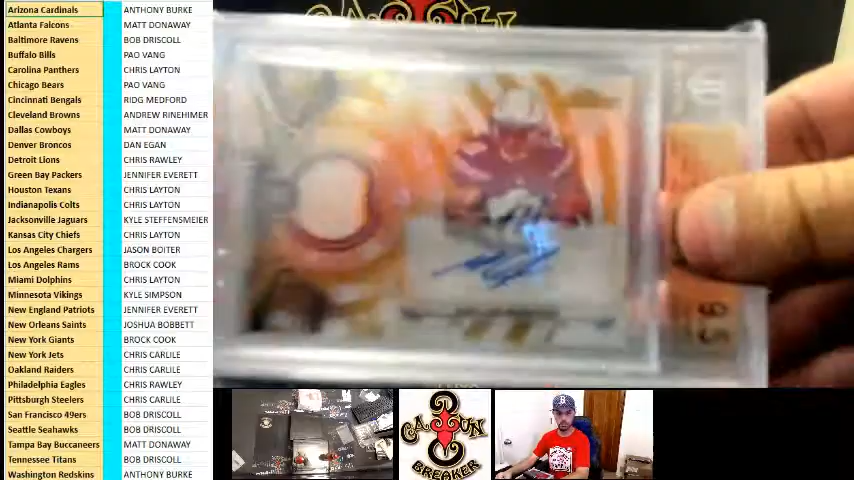 Arizona Cardinals ANTHONY BURKE
Atlanta Falcons MATT DONAWAY
Baltimore Ravens BOB DRISCOLL
Buffalo Bills PAO VANG
Carolina Panthers CHRIS LAYTON
Chicago Bears PAO VANG
Cincinnati Bengals RIDG MEDFORD
Cleveland Browns ANDREW RINEHIMER
Dallas Cowboys MATT DONAWAY
Denver Broncos DAN EGAN
Detroit Lions CHRIS RAWLEY
Green Bay Packers JENNIFER EVERETT
Houston Texans CHRIS LAYTON
Indianapolis Colts CHRIS LAYTON
Jacksonville Jaguars KYLE STEFFENSMEIER
Kansas City Chiefs CHRIS LAYTON
Los Angeles Chargers JASON BOITER
Los Angeles Rams BROCK COOK
Miami Dolphins CHRIS LAYTON
Minnesota Vikings KYLE SIMPSON
New England Patriots JENNIFER EVERETT
New Orleans Saints JOSHUA BOBBETT
New York Giants BROCK COOK
New York Jets CHRIS CARLILE
Oakland Raiders CHRIS CARLILE
Philadelphia Eagles CHRIS RAWLEY
Pittsburgh Steelers CHRIS CARLILE
San Francisco 49ers BOB DRISCOLL
Seattle Seahawks BOB DRISCOLL
Tampa Bay Buccaneers MATT DONAWAY
Tennessee Titans BOB DRISCOLL
Washington Redskins ANTHONY BURKE
9.5
CAJUN
BREAKER